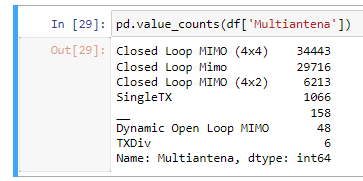 In [29]: pd.value_counts(df['Multiantena'])
Out[29]: Closed Loop MIMO (4x4)    34443
Closed Loop Mimo          29716
Closed Loop MIMO (4x2)     6213
SingleTX                   1066
__                          158
Dynamic Open Loop MIMO       48
TXDiv                         6
Name: Multiantena, dtype: int64